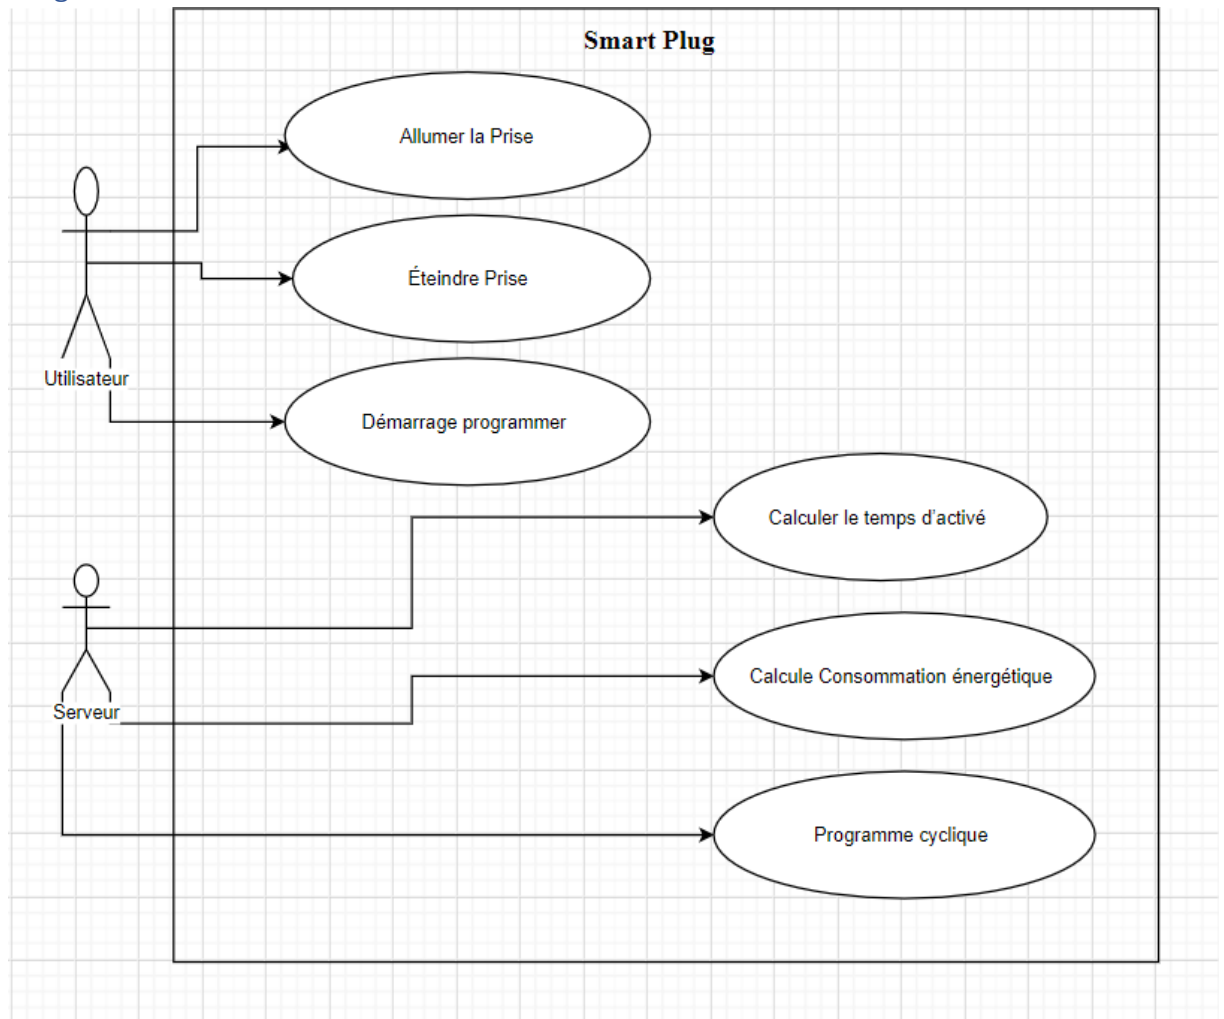 Smart Plug
Allumer la Prise
Éteindre Prise
Utilisateur
Démarrage programmer
Calculer le temps d'activé
Calcule Consommation énergétique
Serveur
Programme cyclique